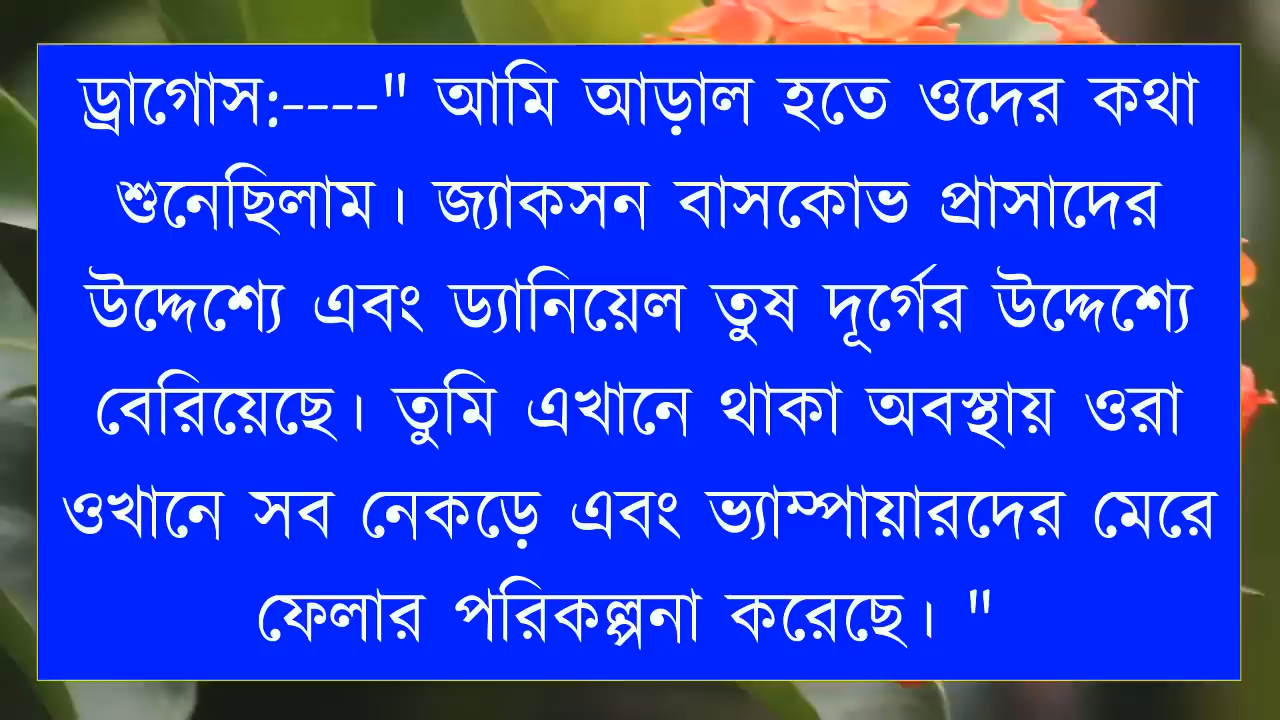 ড্রাগোস:----" আমি আড়াল হতে ওদের কথা
শুনেছিলাম। জ্যাকসন বাসকোভ প্রাসাদের
উদ্দেশ্যে এবং ড্যানিয়েল তুষ দূর্গের উদ্দেশ্যে
বেরিয়েছে। তুমি এখানে থাকা অবস্থায় ওরা
ওখানে সব নেকড়ে এবং ভ্যাম্পায়ারদের মেরে
ফেলার পরিকল্পনা করেছে। "